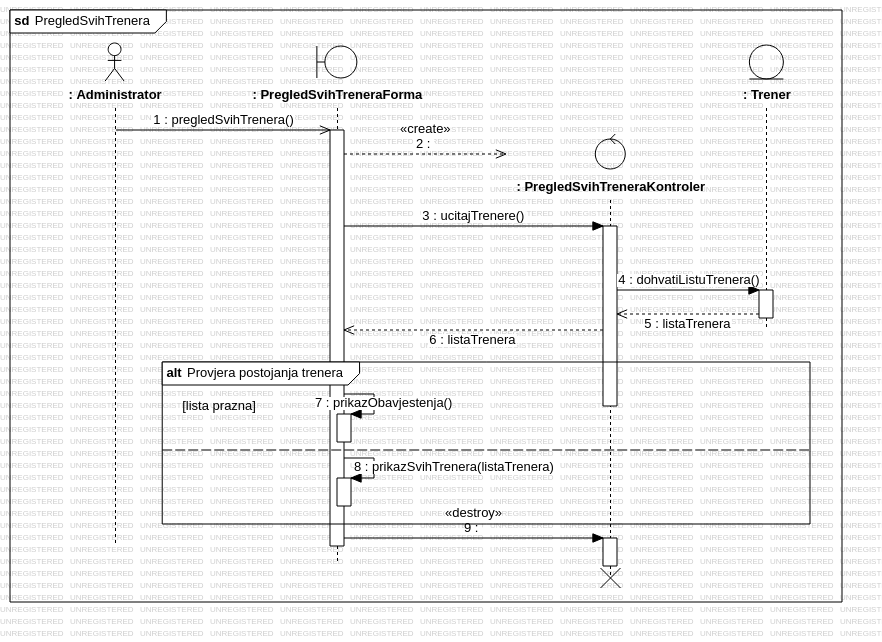 sd PregledSvihTrenera
: Administrator
: PregledSvihTreneraForma
: Trener
1 : pregledSvihTrenera()
«create»
2 :
: PregledSvihTreneraKontroler
3 : ucitajTrenere()
4 : dohvatiListuTrenera()
5 : listaTrenera
6 : listaTrenera
alt Provjera postojanja trenera
[lista prazna]
7 : prikazObavjestenja()
8 : prikazSvihTrenera(listaTrenera)
«destroy»
9 :
UNREGISTERED